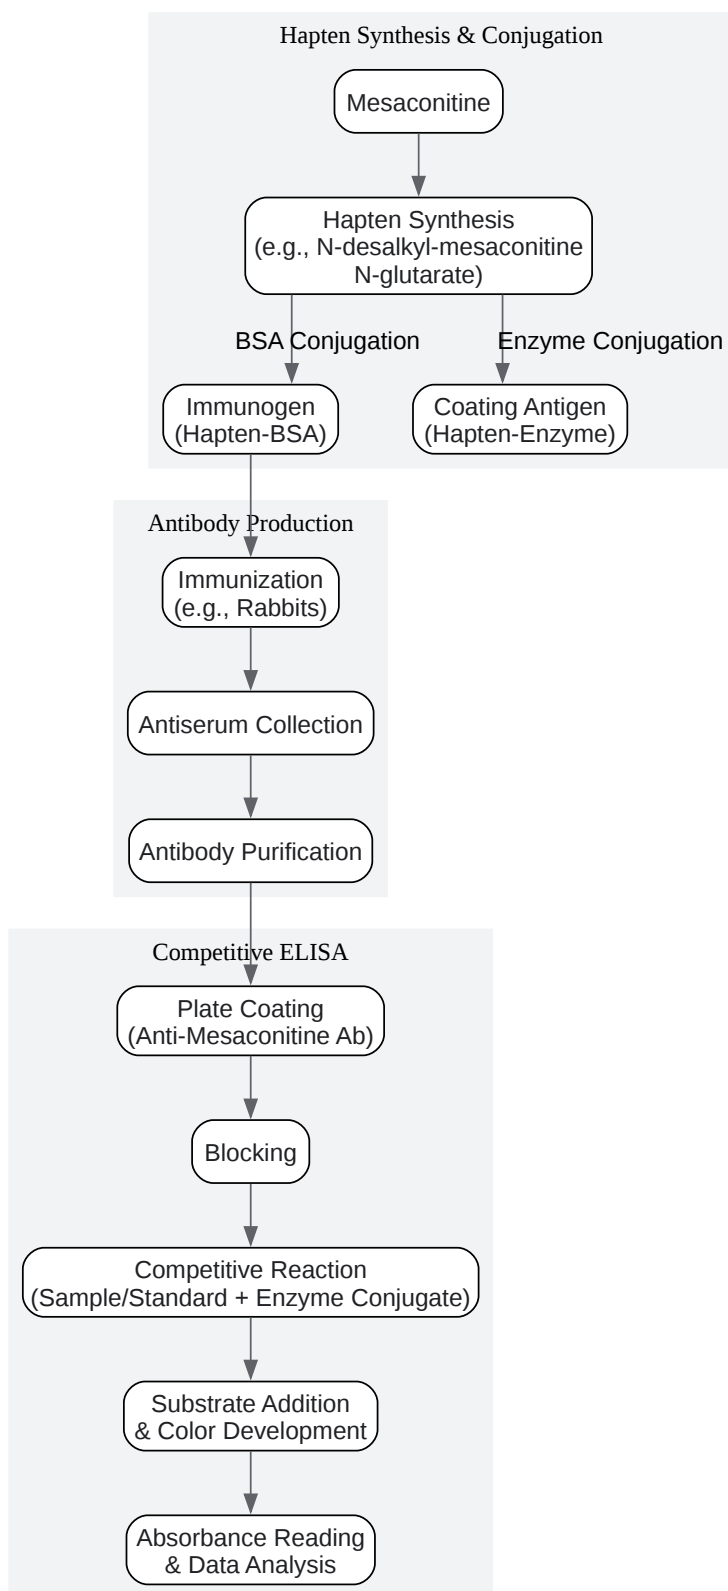 Hapten Synthesis & Conjugation
Mesaconitine
Hapten Synthesis
(e.g., N-desalkyl-mesaconitine
N-glutarate)
BSA Conjugation
Enzyme Conjugation
Immunogen
(Hapten-BSA)
Coating Antigen
(Hapten-Enzyme)
Antibody Production
Immunization
(e.g., Rabbits)
Antiserum Collection
Antibody Purification
Competitive ELISA
Plate Coating
(Anti-Mesaconitine Ab)
Blocking
Competitive Reaction
(Sample/Standard + Enzyme Conjugate)
Substrate Addition
& Color Development
Absorbance Reading
& Data Analysis